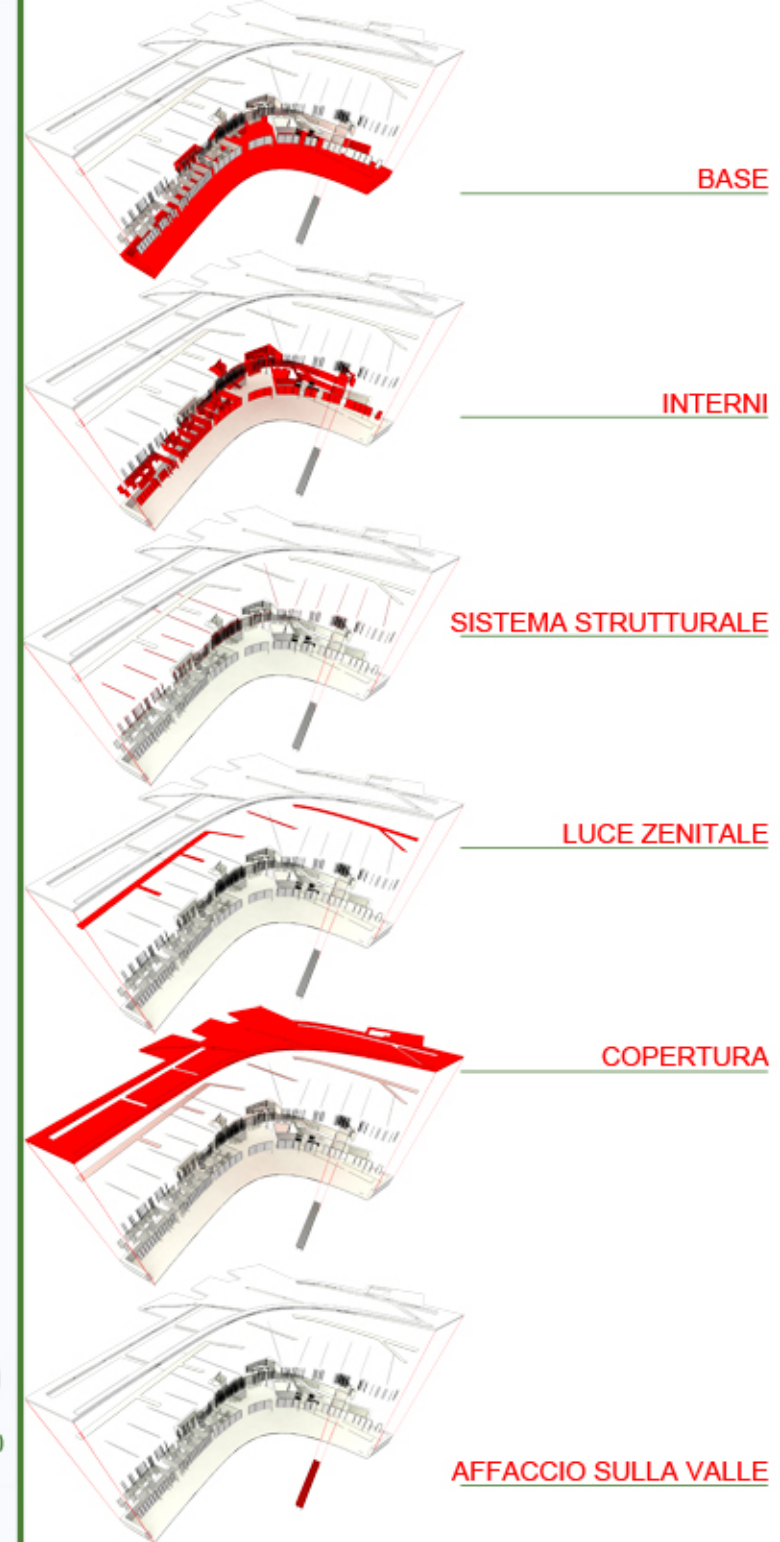 BASE
INTERNI
SISTEMA STRUTTURALE
LUCE ZENITALE
COPERTURA
AFFACCIO SULLA VALLE